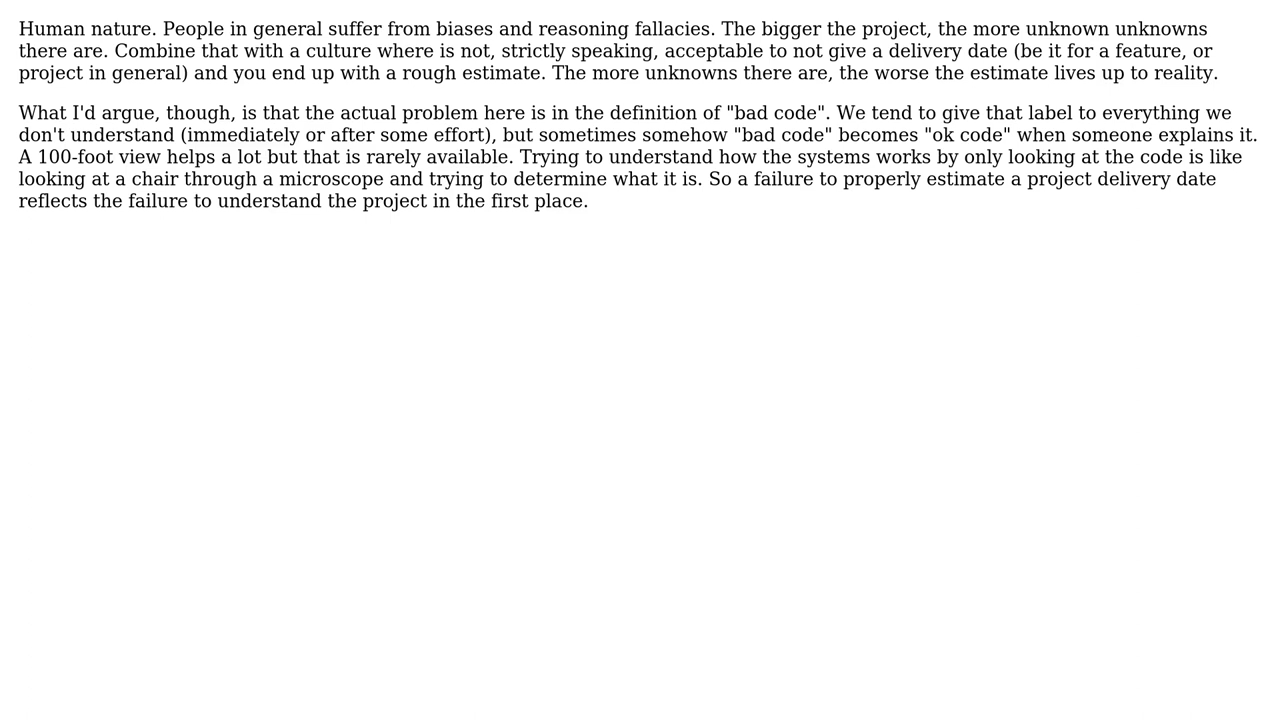 Human nature. People in general suffer from biases and reasoning fallacies. The bigger the project, the more unknown unknowns
there are. Combine that with a culture where is not, strictly speaking, acceptable to not give a delivery date (be it for a feature, or
project in general) and you end up with a rough estimate. The more unknowns there are, the worse the estimate lives up to reality.
What I'd argue, though, is that the actual problem here is in the definition of "bad code". We tend to give that label to everything we
don't understand (immediately or after some effort), but sometimes somehow "bad code" becomes "ok code" when someone explains it.
A 100-foot view helps a lot but that is rarely available. Trying to understand how the systems works by only looking at the code is like
looking at a chair through a microscope and trying to determine what it is. So a failure to properly estimate a project delivery date
reflects the failure to understand the project in the first place.